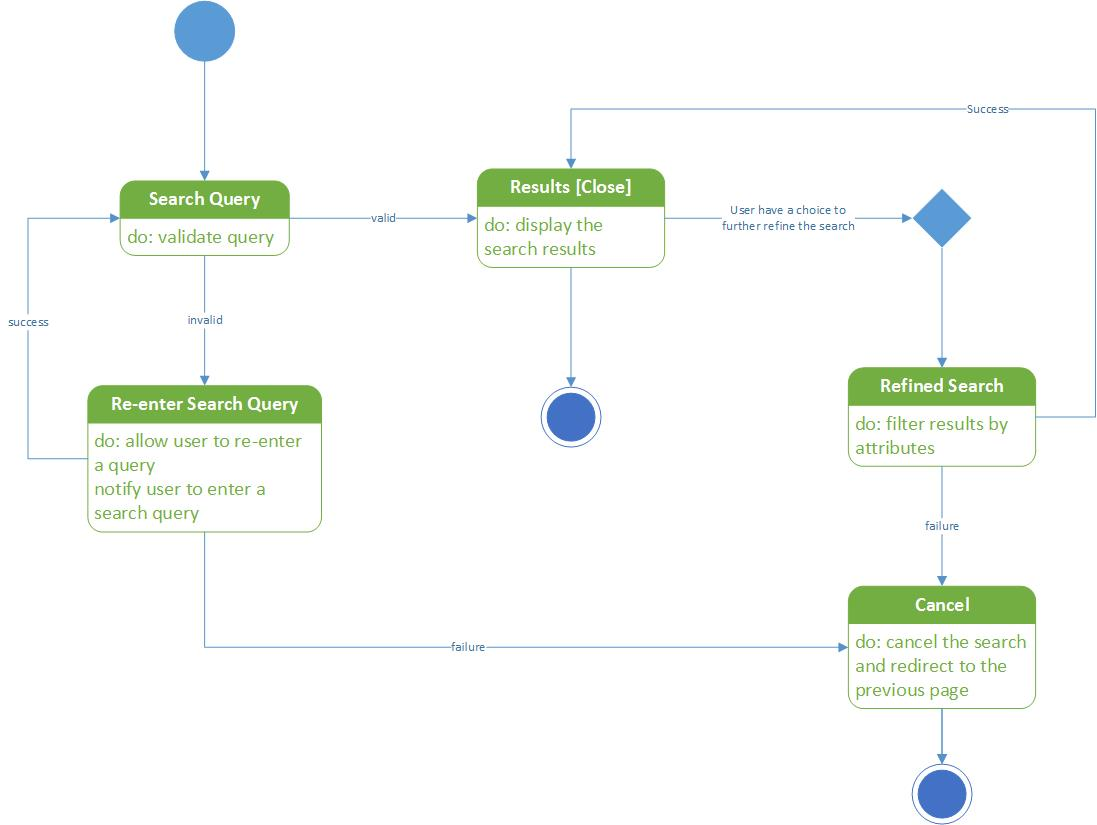 Success
Search Query
do: validate query
valid
Results [Close]
do: display the
search results
User have a choice to
further refine the search
success
invalid
Re-enter Search Query
do: allow user to re-enter
a query
notify user to enter a
search query
Refined Search
do: filter results by
attributes
failure
Cancel
do: cancel the search
and redirect to the
previous page
failure